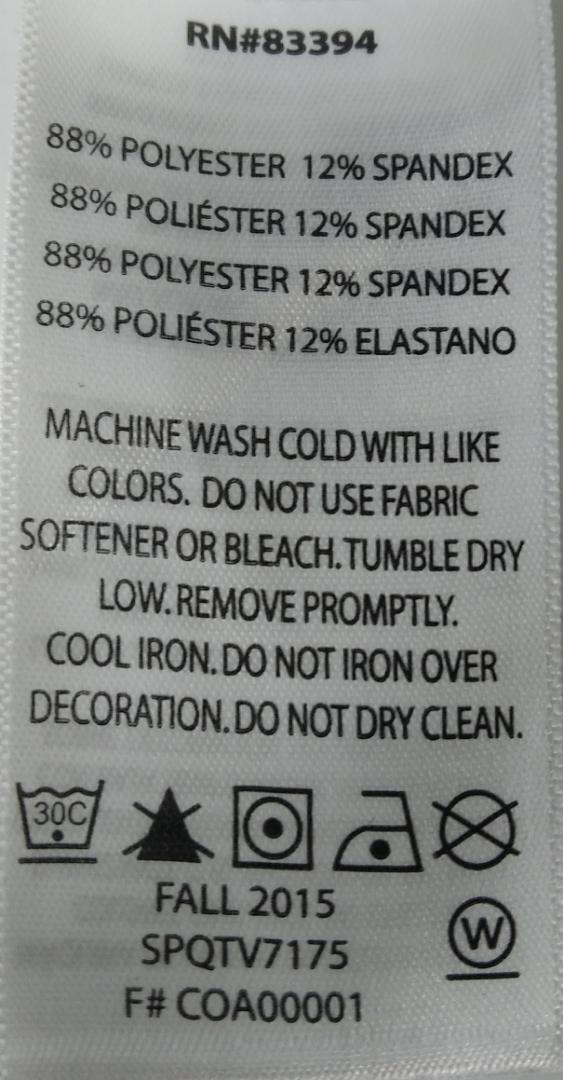 RN#83394
88% POLYESTER 12% SPANDEX
88% POLIÉSTER 12% SPANDEX
88% POLYESTER 12% SPANDEX
88% POLIÉSTER 12% ELASTANO
MACHINE WASH COLD WITH LIKE
COLORS. DO NOT USE FABRIC
SOFTENER OR BLEACH. TUMBLE DRY
LOW. REMOVE PROMPTLY.
COOL IRON. DO NOT IRON OVER
DECORATION. DO NOT DRY CLEAN.
30C
FALL 2015
SPQTV7175
W
F# COA00001